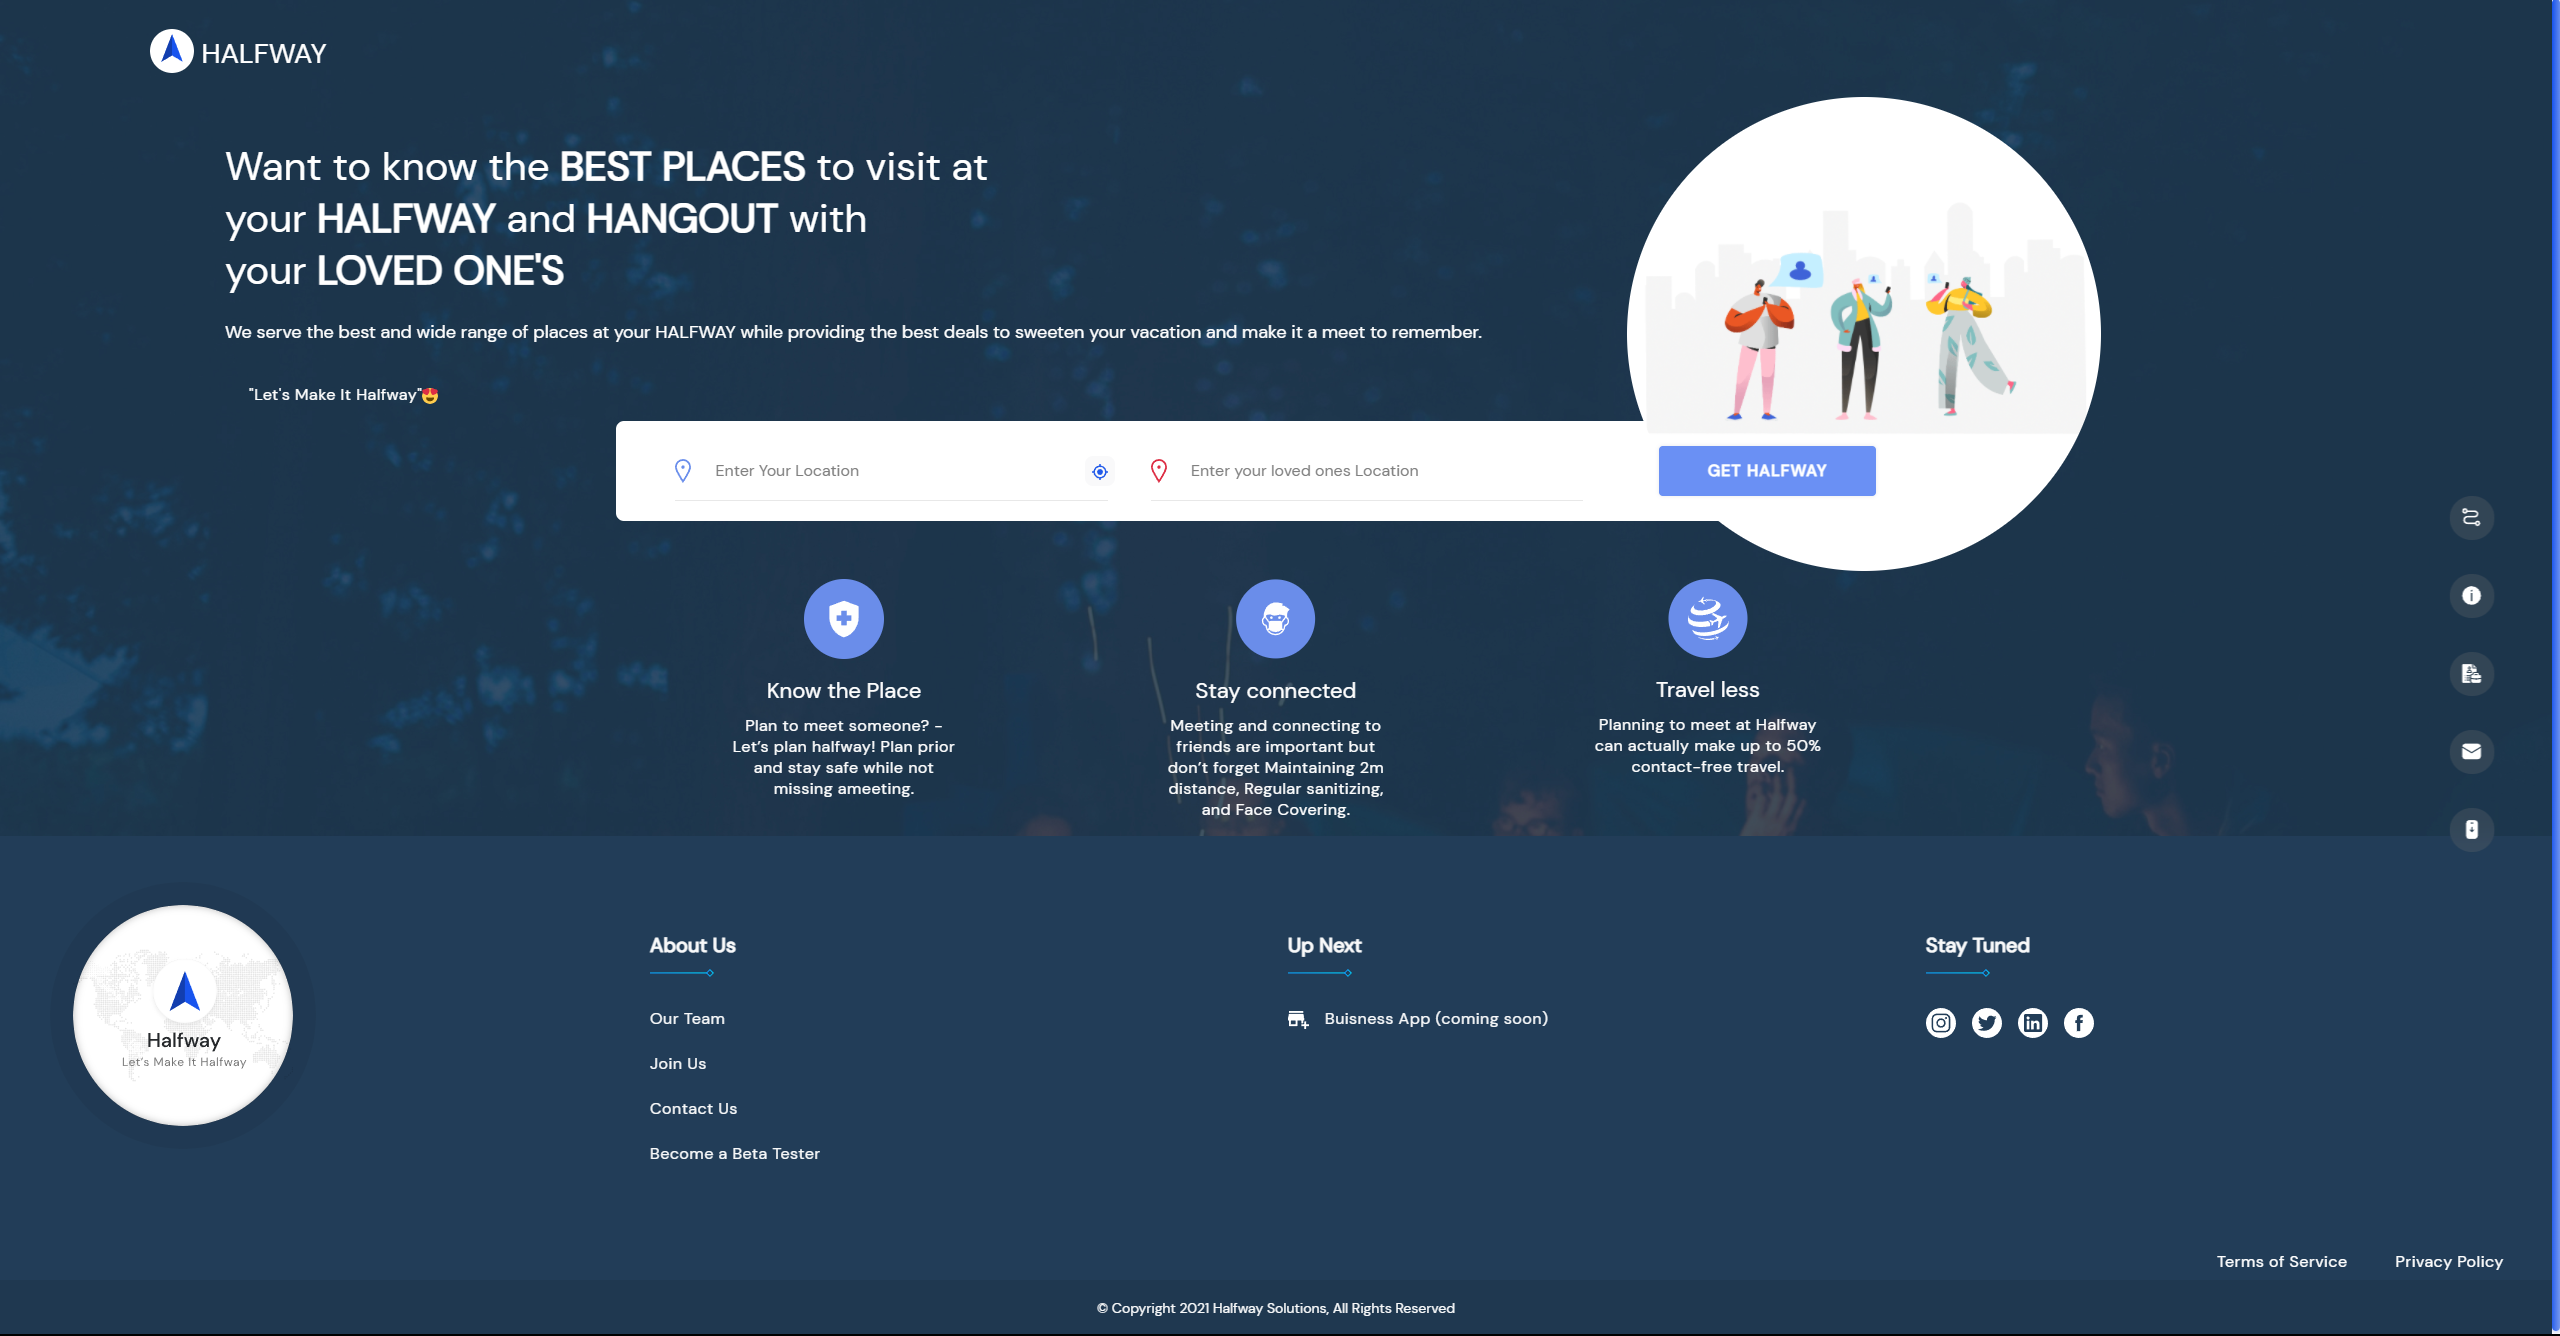 HALFWAY
Want to know the BEST PLACES to visit at
your HALFWAY and HANGOUT with
your LOVED ONE'S
We serve the best and wide range of places at your HALFWAY while providing the best deals to sweeten your vacation and make it a meet to remember.
"Let's Make It Halfway"😍
Enter Your Location
Enter your loved ones Location
GET HALFWAY
Know the Place
Plan to meet someone? -
Let's plan halfway! Plan prior
and stay safe while not
missing ameeting.
Stay connected
Meeting and connecting to
friends are important but
don't forget Maintaining 2m
distance, Regular sanitizing,
and Face Covering.
Travel less
Planning to meet at Halfway
can actually make up to 50%
contact-free travel.
Halfway
Let's Make It Halfway
About Us
Our Team
Join Us
Contact Us
Become a Beta Tester
Up Next
Buisness App (coming soon)
Stay Tuned
Terms of Service
Privacy Policy
© Copyright 2021 Halfway Solutions, All Rights Reserved